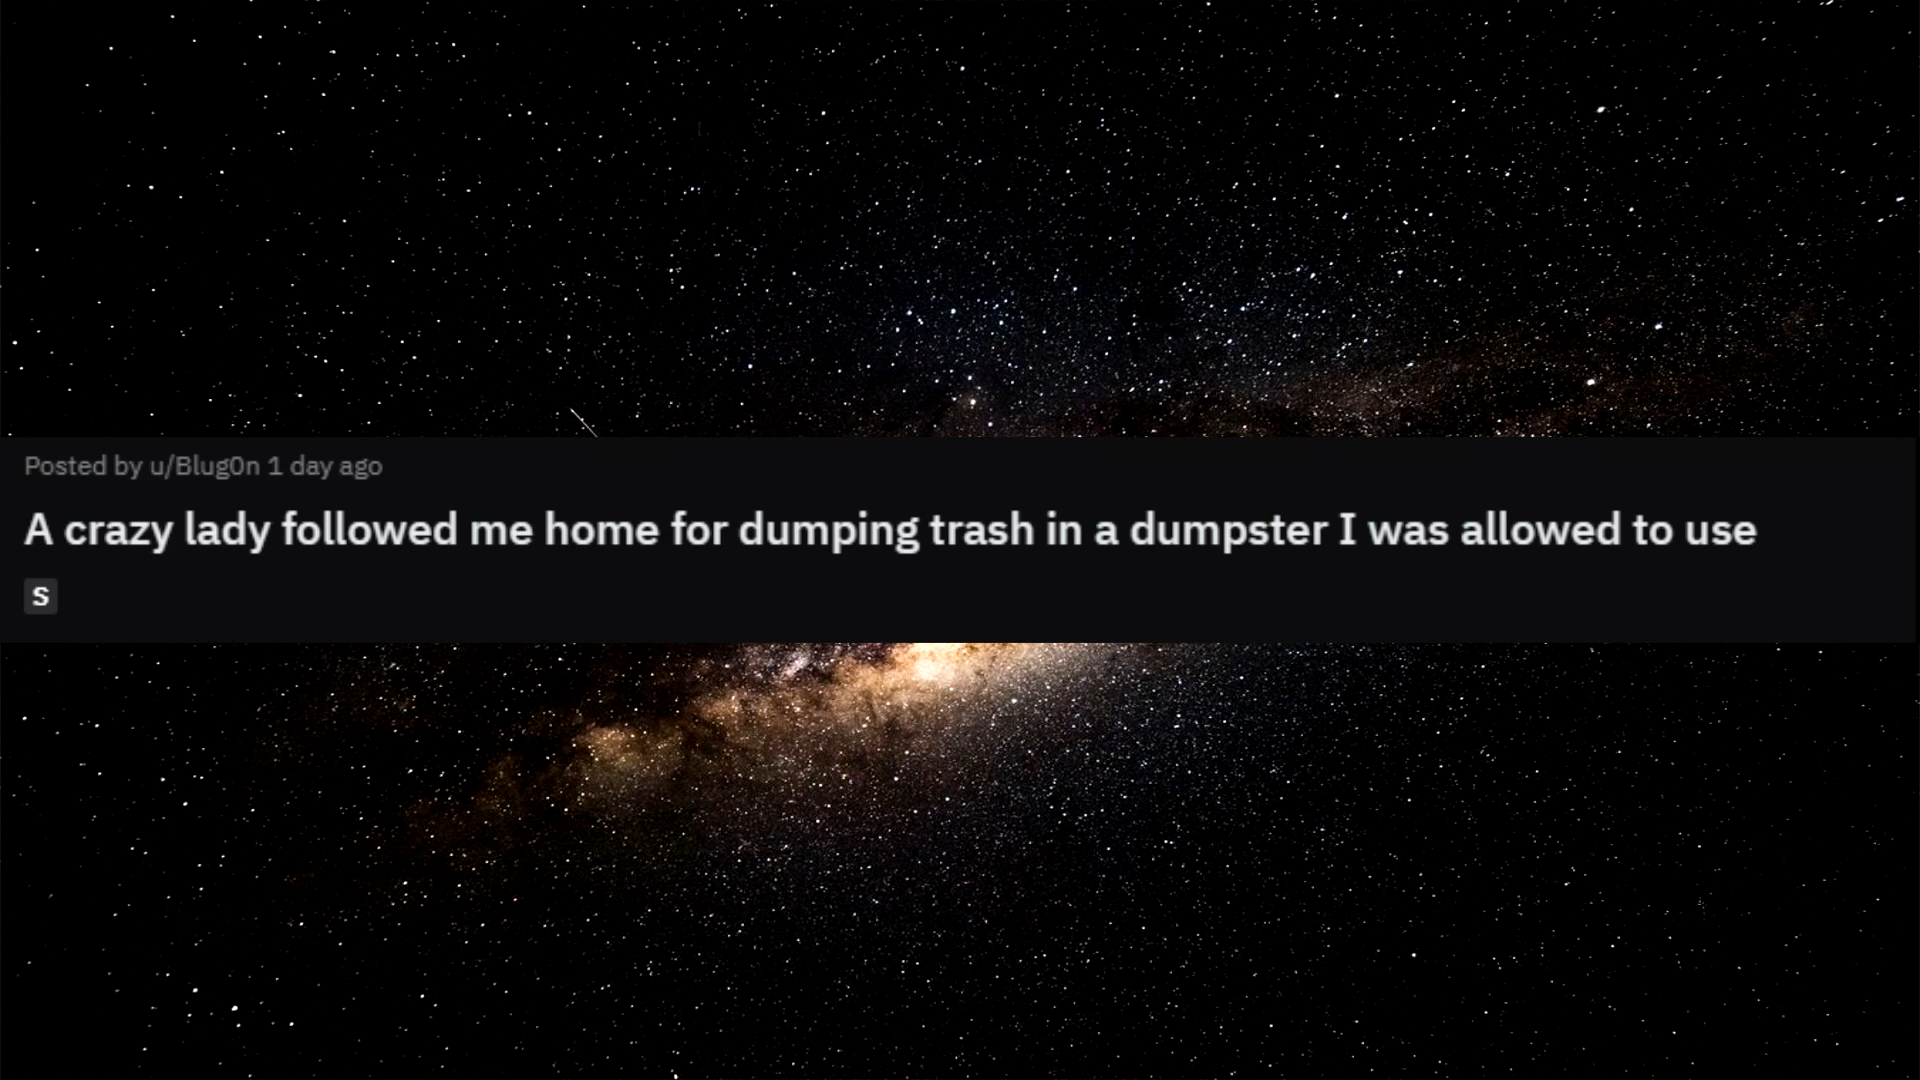 Posted by u/Blug0n 1 day ago
A crazy lady followed me home for dumping trash in a dumpster I was allowed to use
S